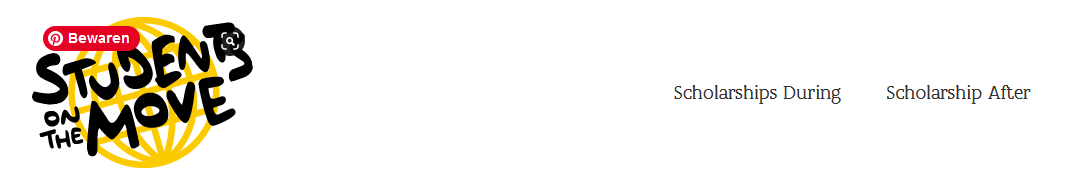 Bewaren
STUDENTS
ON
THE
MOVE
Scholarships During
Scholarship After